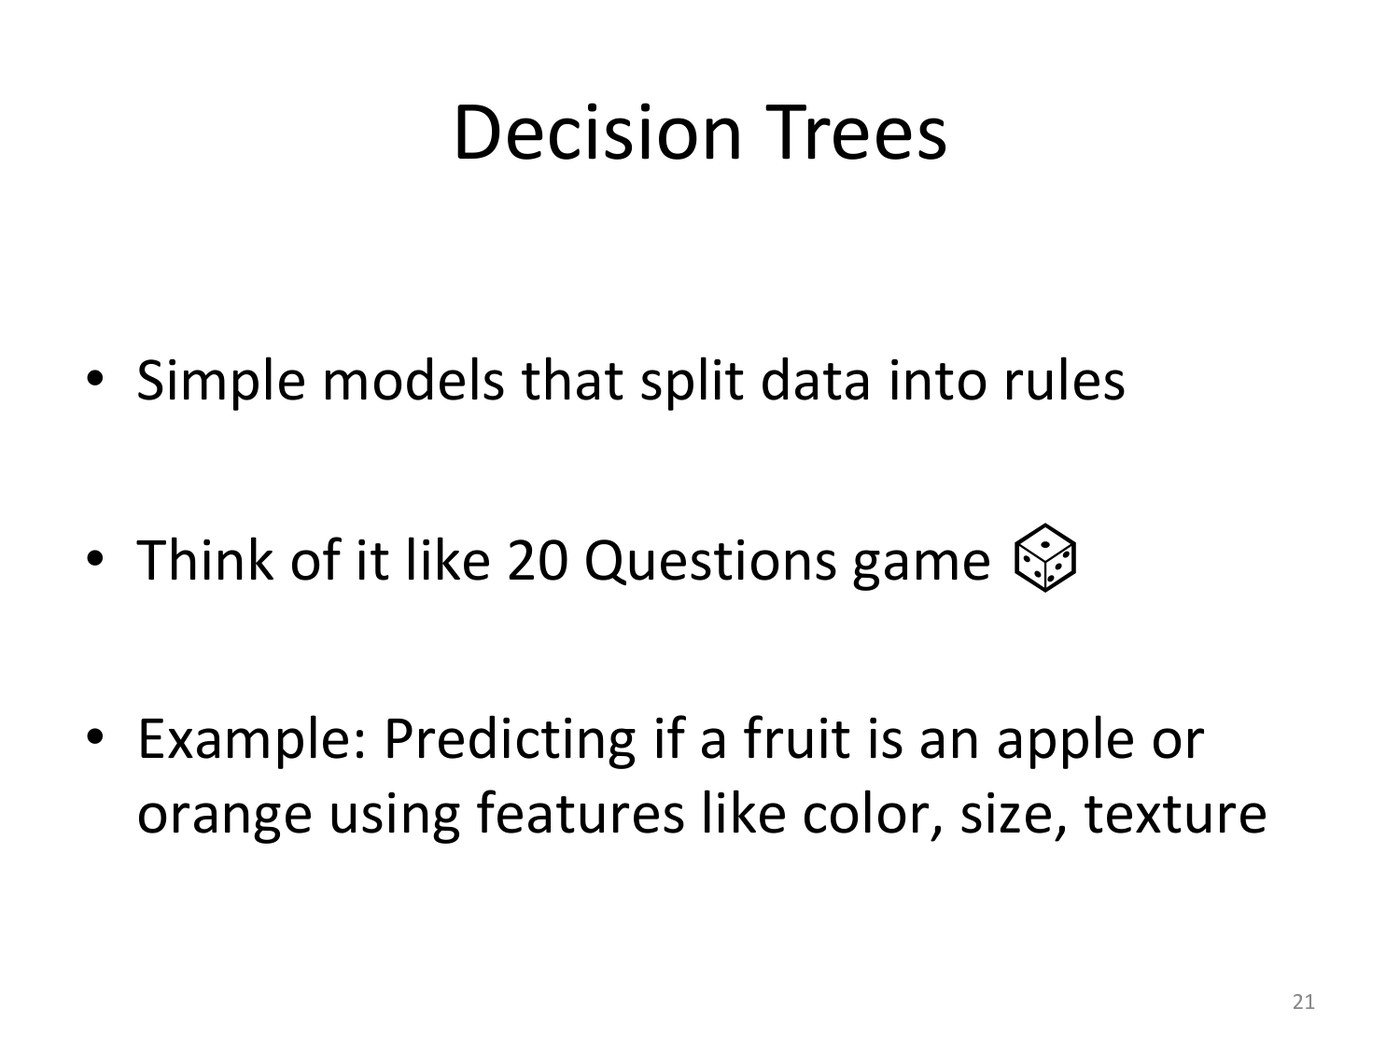 Decision Trees
• Simple models that split data into rules
• Think of it like 20 Questions game 🎲
• Example: Predicting if a fruit is an apple or
orange using features like color, size, texture
21